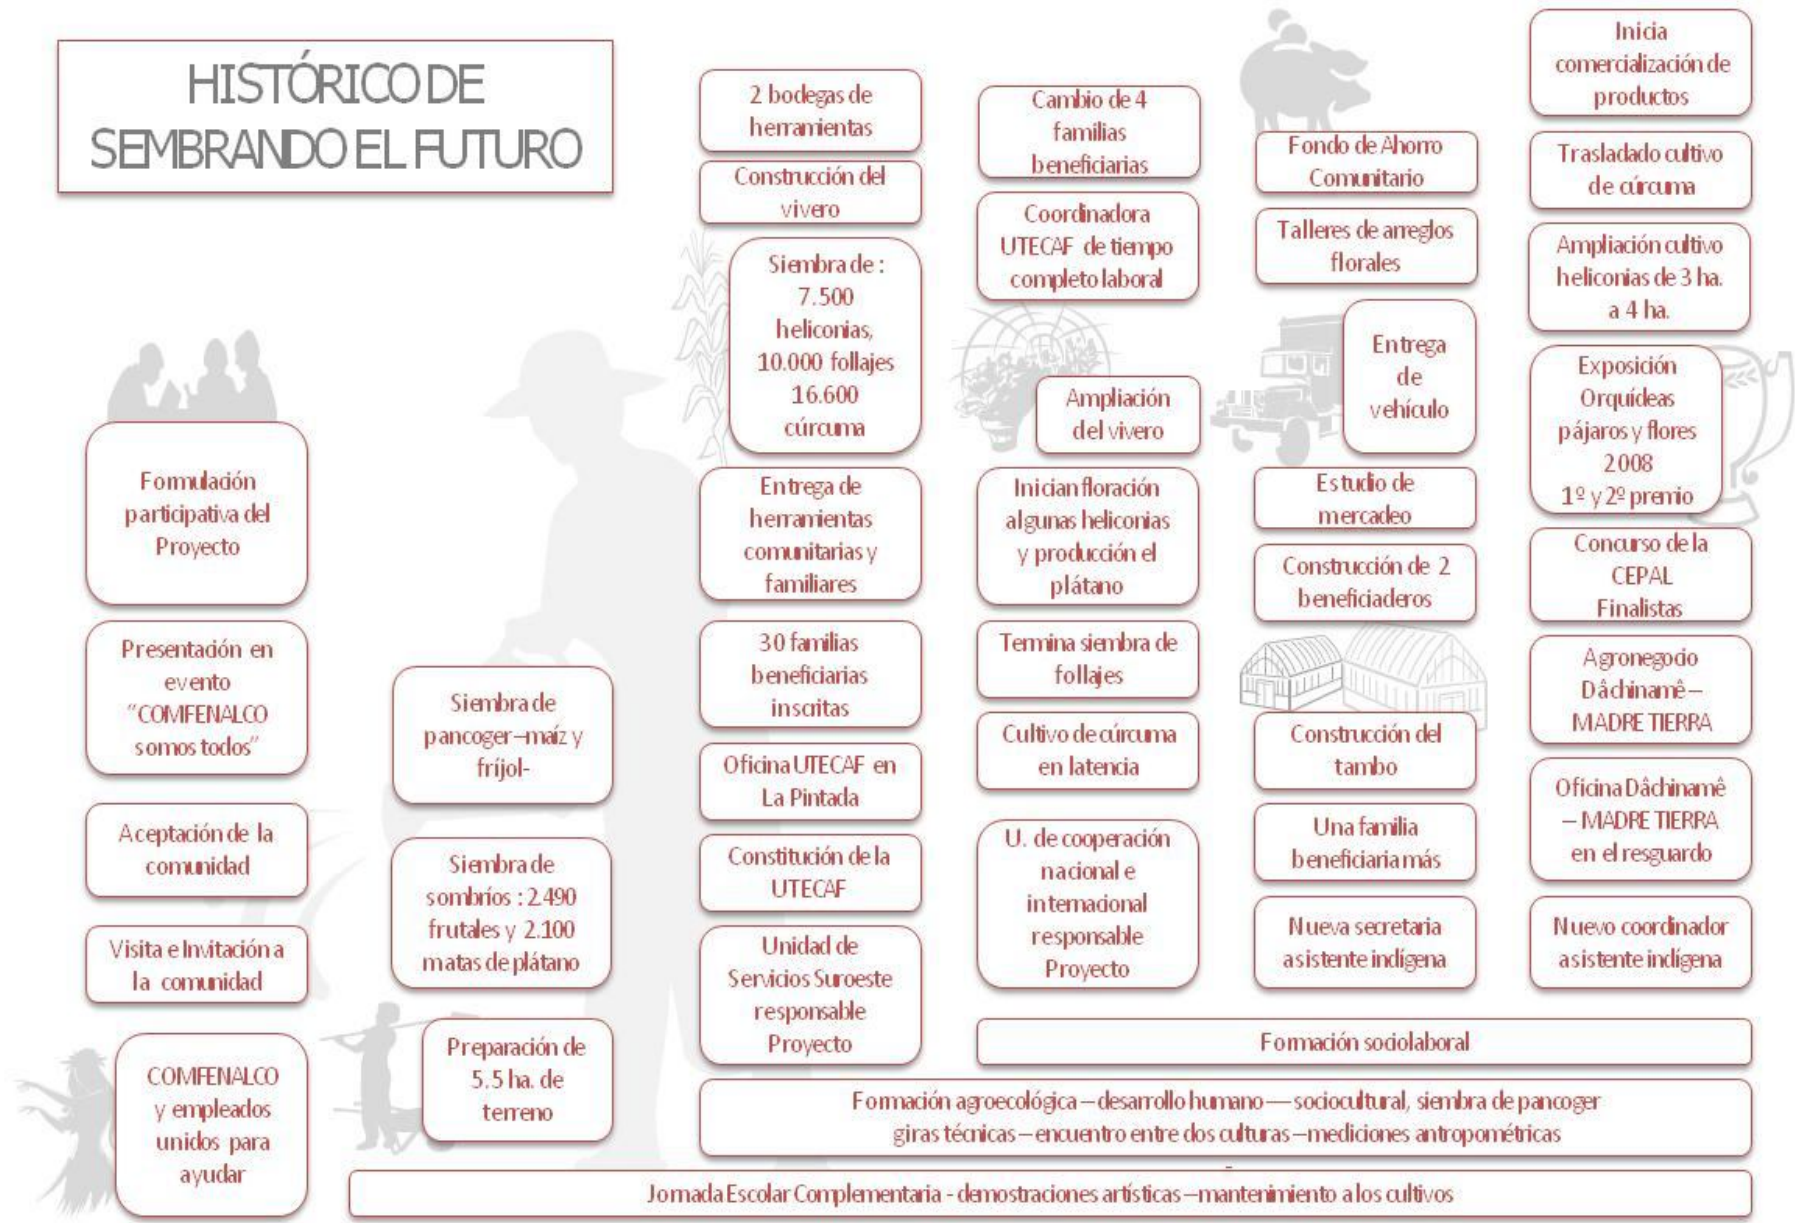 HISTÓRICO DE
SEMBRANDO EL FUTURO
Formulación
participativa del
Proyecto
Presentación en
evento
"COMFENALCO
somos todos"
Aceptación de la
comunidad
Visita e Invitación a
la comunidad
COMFENALCO
y empleados
unidos para
ayudar
Siembra de
pancoger–maíz y
fríjol-
Siembra de
sombríos : 2.490
frutales y 2.100
matas de plátano
Preparación de
5.5 ha. de
terreno
2 bodegas de
herramientas
Construcción del
vivero
Siembra de :
7.500
heliconias,
10.000 follajes
16.600
cúrcuma
Entrega de
herramientas
comunitarias y
familiares
30 familias
beneficiarias
inscritas
Oficina UTECAF en
La Pintada
Constitución de la
UTECAF
Unidad de
Servicios Suroeste
responsable
Proyecto
Cambio de 4
familias
beneficiarias
Coordinadora
UTECAF de tiempo
completo laboral
Ampliación
del vivero
Inician floración
algunas heliconias
y producción el
plátano
Termina siembra de
follajes
Cultivo de cúrcuma
en latencia
U. de cooperación
nacional e
internacional
responsable
Proyecto
Fondo de Ahorro
Comunitario
Talleres de arreglos
florales
Entrega
de
vehículo
Estudio de
mercadeo
Construcción de 2
beneficiaderos
Construcción del
tambo
Una familia
beneficiaria más
Nueva secretaria
asistente indígena
Inicia
comercialización de
productos
Trasladado cultivo
de cúrcuma
Ampliación cultivo
heliconias de 3 ha.
a 4 ha.
Exposición
Orquídeas
pájaros y flores
2008
1º y 2º premio
Concurso de la
CEPAL
Finalistas
Agronegocio
Dâchinamê –
MADRE TIERRA
Oficina Dâchinamê
– MADRE TIERRA
en el resguardo
Nuevo coordinador
asistente indígena
Formación sociolaboral
Formación agroecológica – desarrollo humano — sociocultural, siembra de pancoger
giras técnicas – encuentro entre dos culturas – mediciones antropométricas
-
Jornada Escolar Complementaria - demostraciones artísticas – mantenimiento a los cultivos